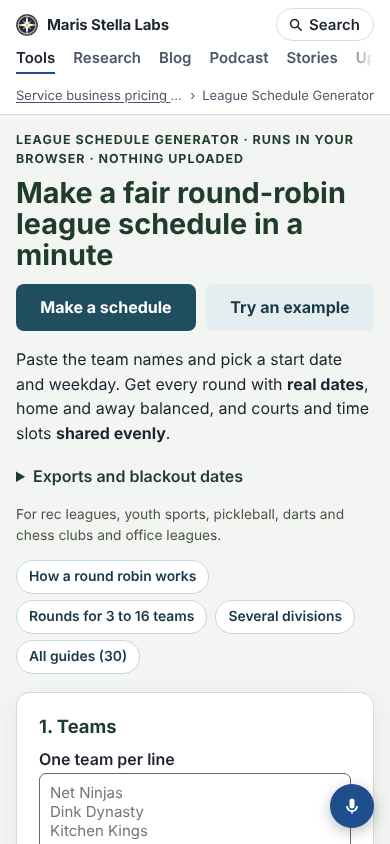 Maris Stella Labs
Search
Tools Research Blog Podcast Stories Up
Service business pricing ... › League Schedule Generator
LEAGUE SCHEDULE GENERATOR · RUNS IN YOUR
BROWSER · NOTHING UPLOADED
Make a fair round-robin
league schedule in a
minute
Make a schedule
Try an example
Paste the team names and pick a start date
and weekday. Get every round with real dates,
home and away balanced, and courts and time
slots shared evenly.
Exports and blackout dates
For rec leagues, youth sports, pickleball, darts and
chess clubs and office leagues.
How a round robin works
Rounds for 3 to 16 teams
Several divisions
All guides (30)
1. Teams
One team per line
Net Ninjas
Dink Dynasty
Kitchen Kings